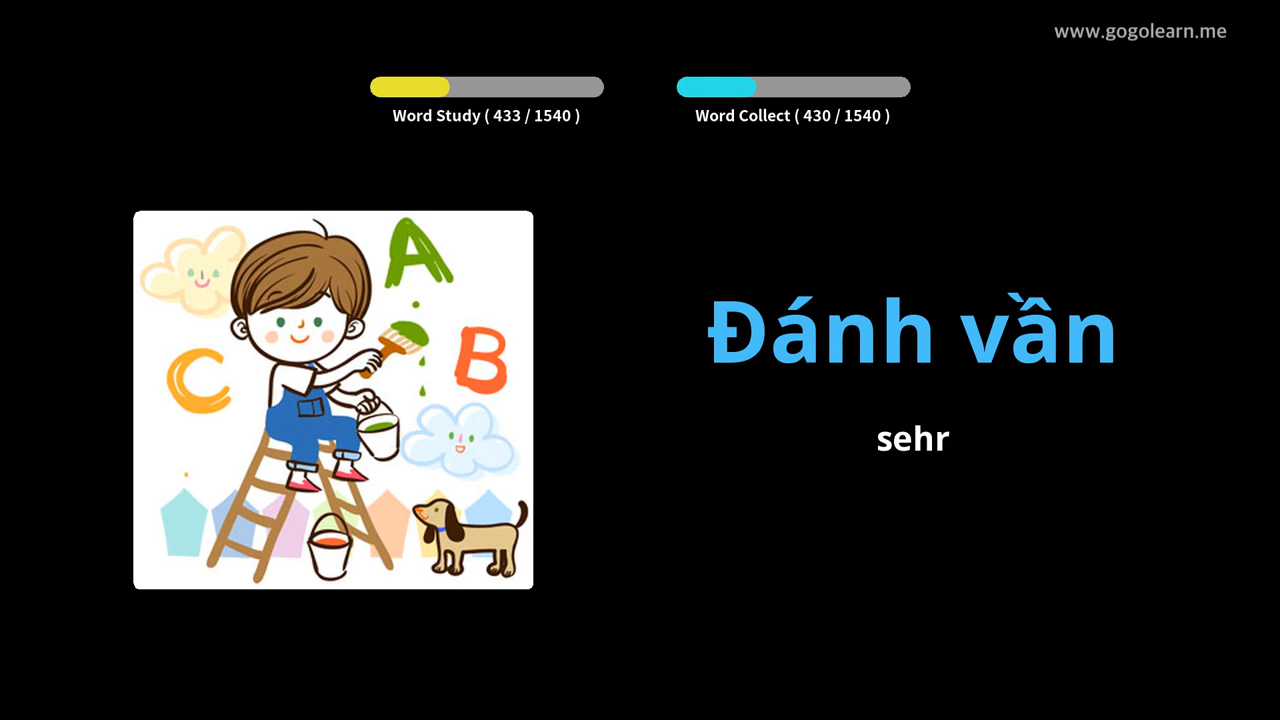 www.gogolearn.me
Word Study ( 433 / 1540 )
Word Collect ( 430 / 1540 )
A
B
C
Đánh vần
sehr